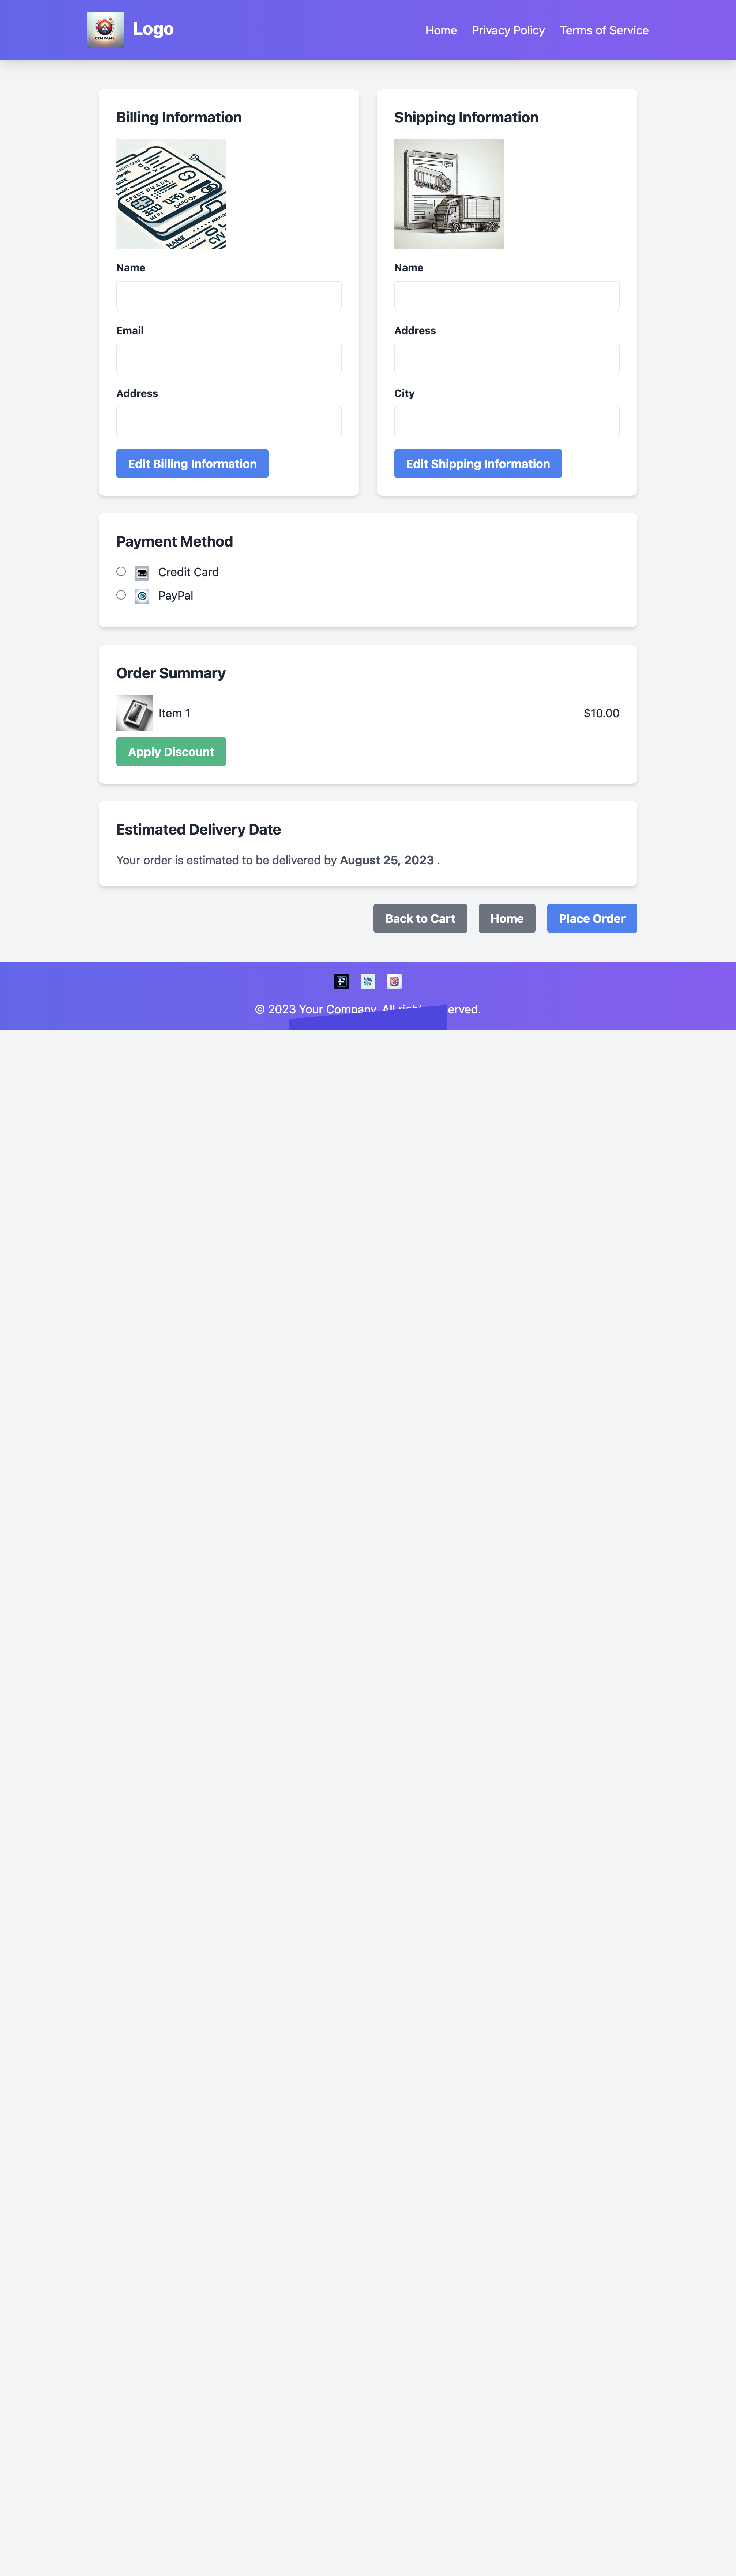 COMPANY
Logo
Home
Privacy Policy
Terms of Service
Billing Information
Name
Email
Address
Edit Billing Information
Shipping Information
Name
Address
City
Edit Shipping Information
Payment Method
Credit Card
PayPal
Order Summary
Item 1
$10.00
Apply Discount
Estimated Delivery Date
Your order is estimated to be delivered by August 25, 2023 .
Back to Cart
Home
Place Order
© 2023 Your Company. All